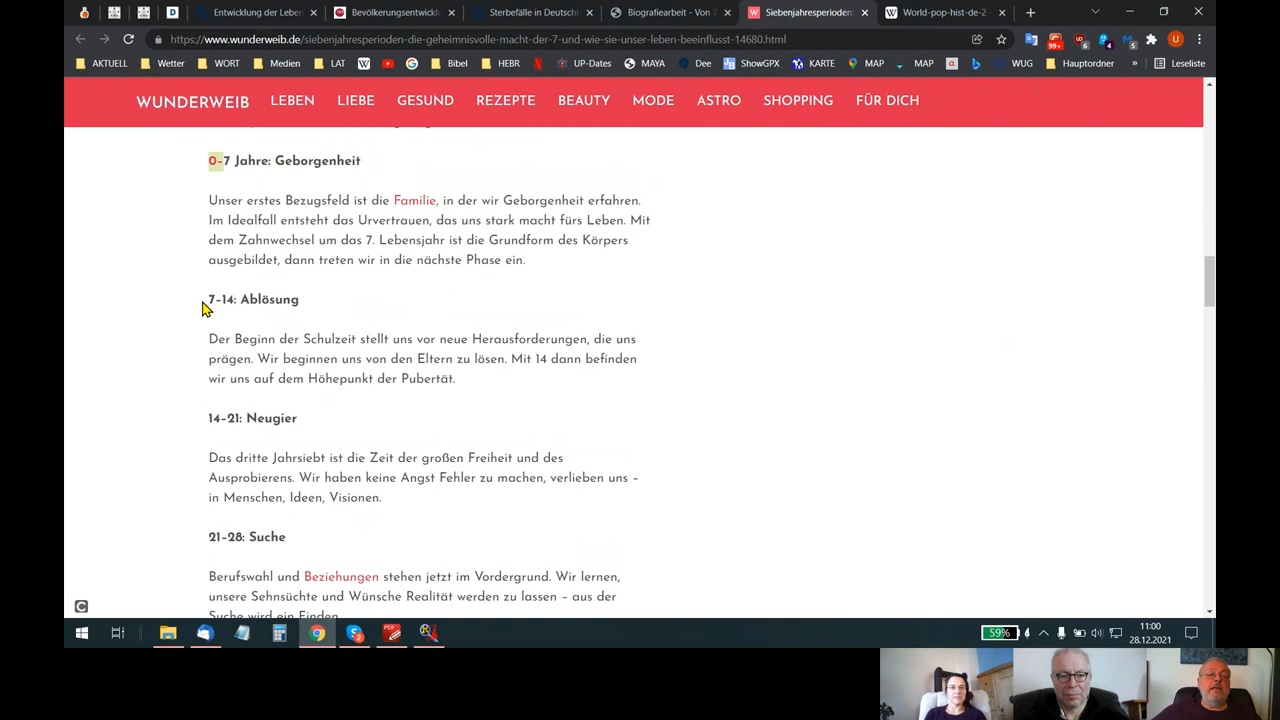 Entwicklung der Leben
Bevölkerungsentwickl
Sterbefälle in Deutschl
Biografiearbeit - Von 7
Siebenjahresperioden:
World-pop-hist-de-2
https://www.wunderweib.de/siebenjahresperioden-die-geheimnisvolle-macht-der-7-und-wie-sie-unser-leben-beeinflusst-14680.html
99+ 6 4 5 U
AKTUELL Wetter WORT Medien LAT W Bibel HEBR UP-Dates MAYA Dee ShowGPX KARTE MAP MAP WUG Hauptordner » Leseliste
WUNDERWEIB LEBEN LIEBE GESUND REZEPTE BEAUTY MODE ASTRO SHOPPING FÜR DICH
0–7 Jahre: Geborgenheit
Unser erstes Bezugsfeld ist die Familie, in der wir Geborgenheit erfahren.
Im Idealfall entsteht das Urvertrauen, das uns stark macht fürs Leben. Mit
dem Zahnwechsel um das 7. Lebensjahr ist die Grundform des Körpers
ausgebildet, dann treten wir in die nächste Phase ein.
7–14: Ablösung
Der Beginn der Schulzeit stellt uns vor neue Herausforderungen, die uns
prägen. Wir beginnen uns von den Eltern zu lösen. Mit 14 dann befinden
wir uns auf dem Höhepunkt der Pubertät.
14–21: Neugier
Das dritte Jahrsiebt ist die Zeit der großen Freiheit und des
Ausprobierens. Wir haben keine Angst Fehler zu machen, verlieben uns –
in Menschen, Ideen, Visionen.
21–28: Suche
Berufswahl und Beziehungen stehen jetzt im Vordergrund. Wir lernen,
unsere Sehnsüchte und Wünsche Realität werden zu lassen – aus der
Suche wird ein Finden.
59%
11:00
28.12.2021